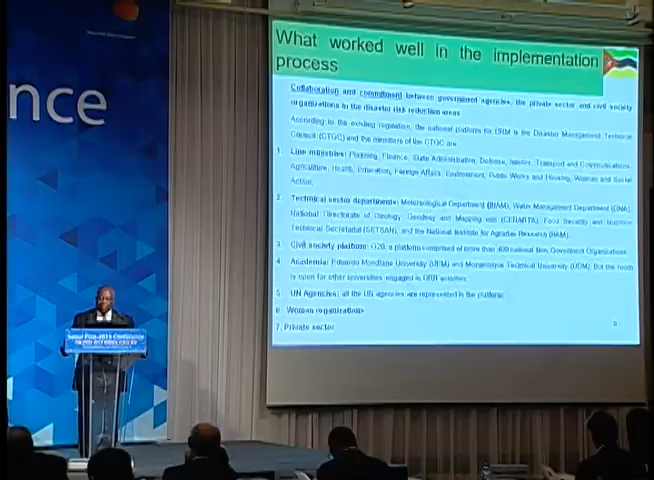 nce
What worked well in the implementation
process
Collaboration and commitment between government agencies, the private sector and civil society
organizations in the disaster risk reduction areas
According to the existing regulation, the national platform for DRM is the Disaster Management Technical
Council (CTGC) and the members of the CTGC are:
1. Line ministries: Planning, Finance, State Administration, Defense, Interior, Transport and Communications,
Agriculture, Health, Education, Foreign Affairs, Environment, Public Works and Housing, Women and Social
Action.
2. Technical sector departments: Meteorological Department (INAM), Water Management Department (DNA),
National Directorate of Geology, Geodesy and Mapping (CENACARTA), Food Security and Nutrition
Technical Secretariat (SETSAN), and the National Institute for Agrarian Research (IIAM).
3. Civil society platform: G20, a platform comprised of more than 400 national Non Government Organizations.
4. Academia: Eduardo Mondlane University (UEM) and Mozambique Technical University (UDM). But the room
is open for other universities engaged in DRR activities
5. UN Agencies: all the UN agencies are represented in the platform;
6. Women organizations
7. Private sector
Conference